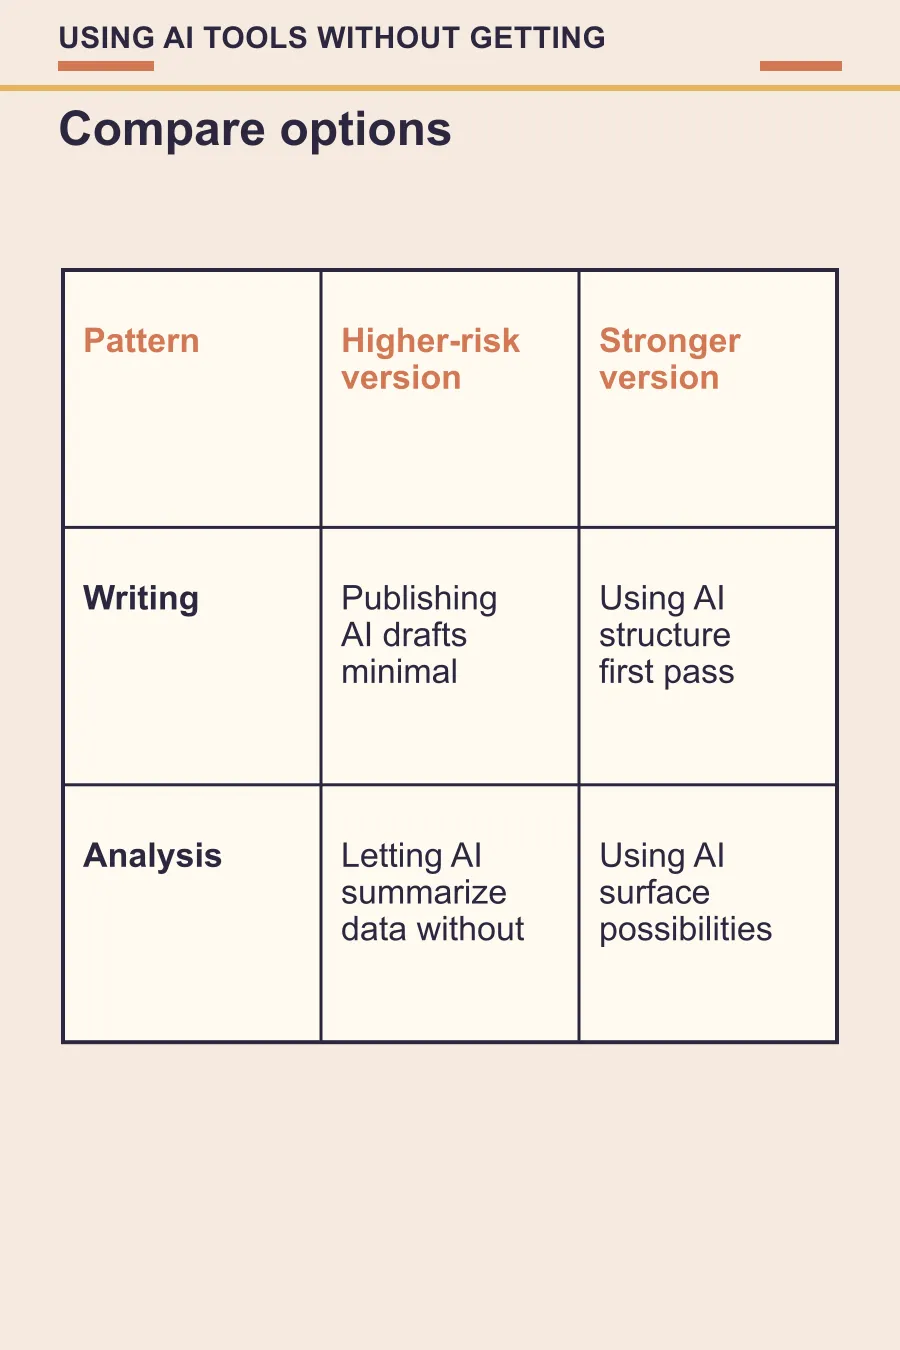 USING AI TOOLS WITHOUT GETTING
Compare options
Pattern
Higher-risk
version
Stronger
version
Writing
Publishing
AI drafts
minimal
Using AI
structure
first pass
Analysis
Letting AI
summarize
data without
Using AI
surface
possibilities